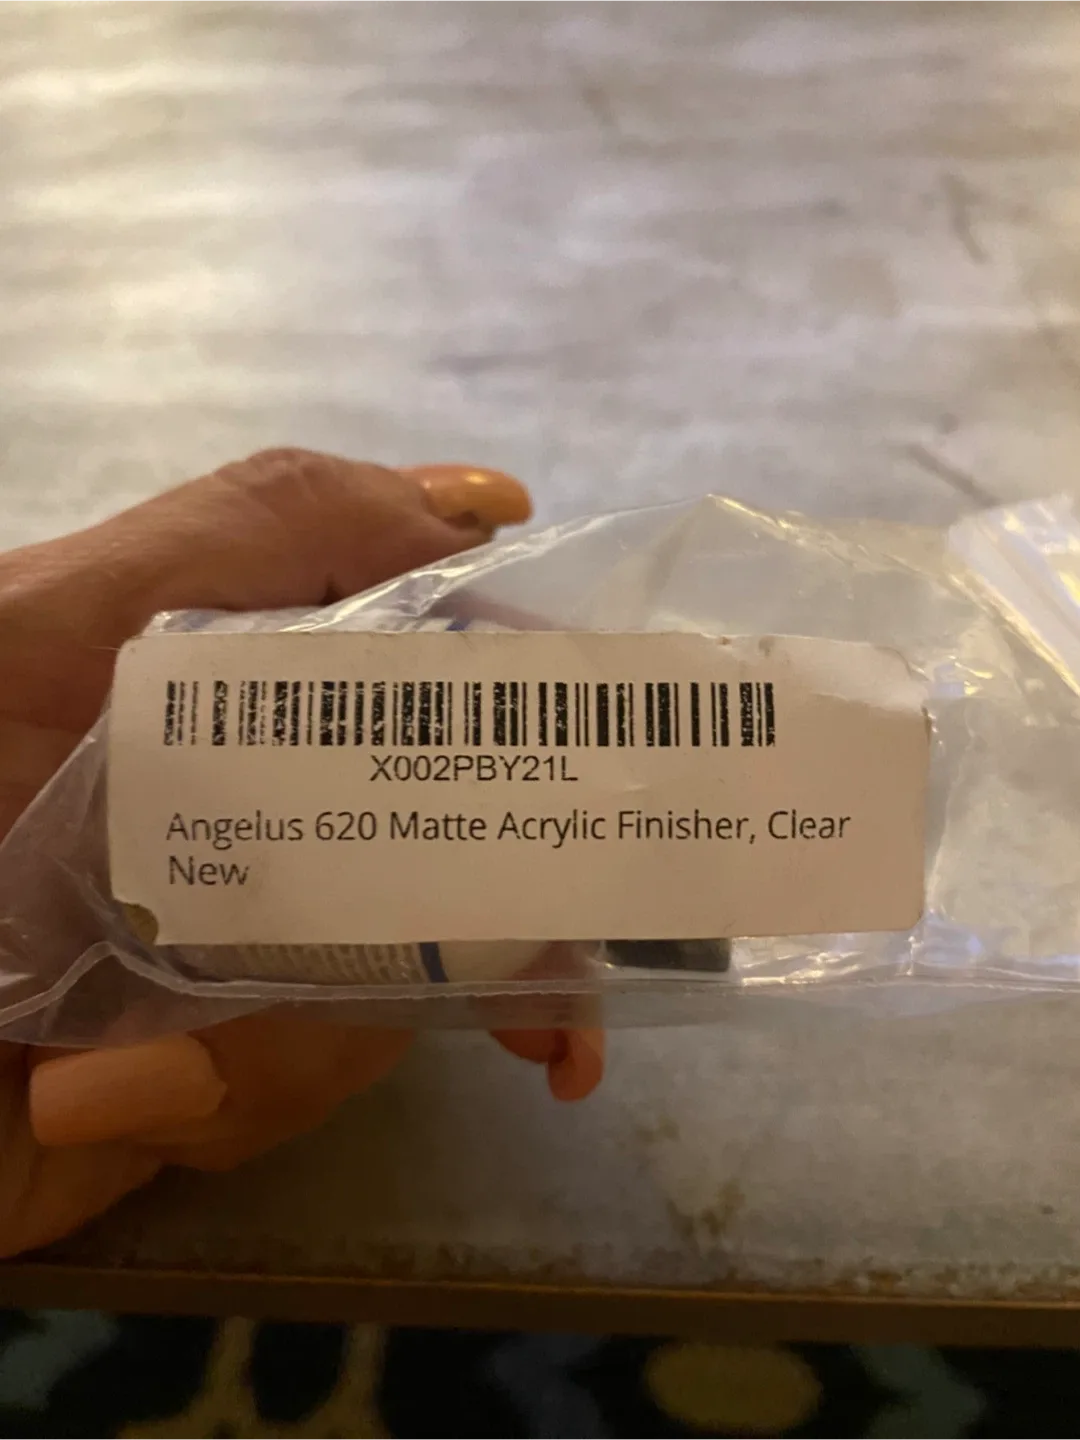 X002PBY21L
Angelus 620 Matte Acrylic Finisher, Clear
New